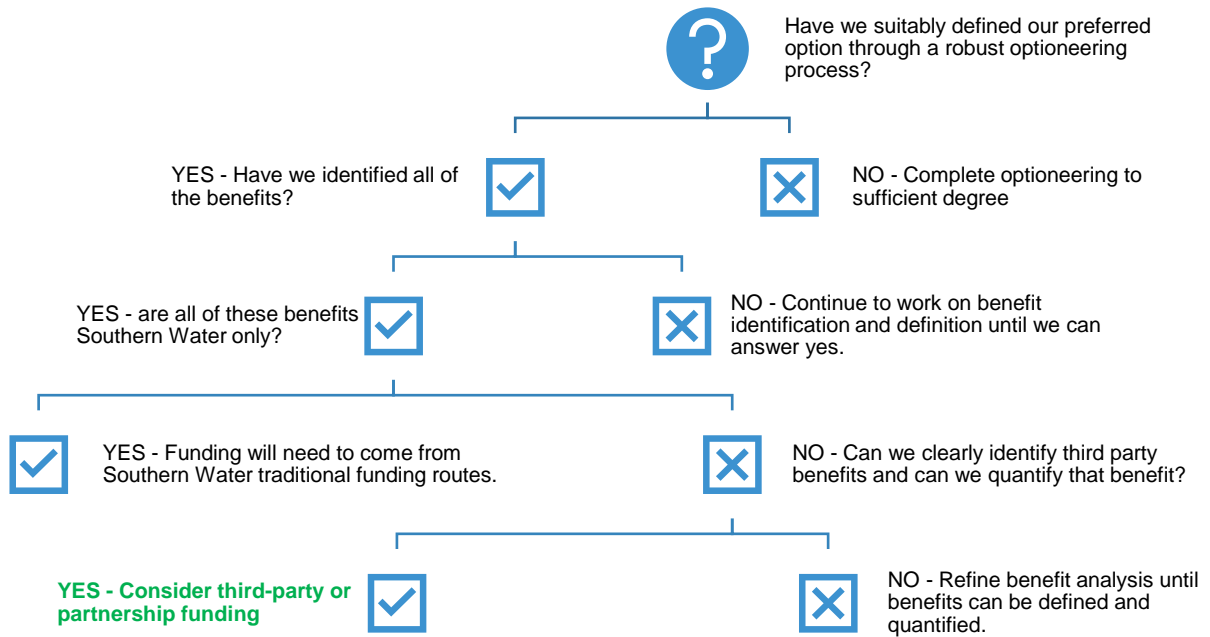 Have we suitably defined our preferred
option through a robust optioneering
process?
YES - Have we identified all of
the benefits?
NO - Complete optioneering to
sufficient degree
YES - are all of these benefits
Southern Water only?
NO - Continue to work on benefit
identification and definition until we can
answer yes.
YES - Funding will need to come from
Southern Water traditional funding routes.
NO - Can we clearly identify third party
benefits and can we quantify that benefit?
YES - Consider third-party or
partnership funding
NO - Refine benefit analysis until
benefits can be defined and
quantified.